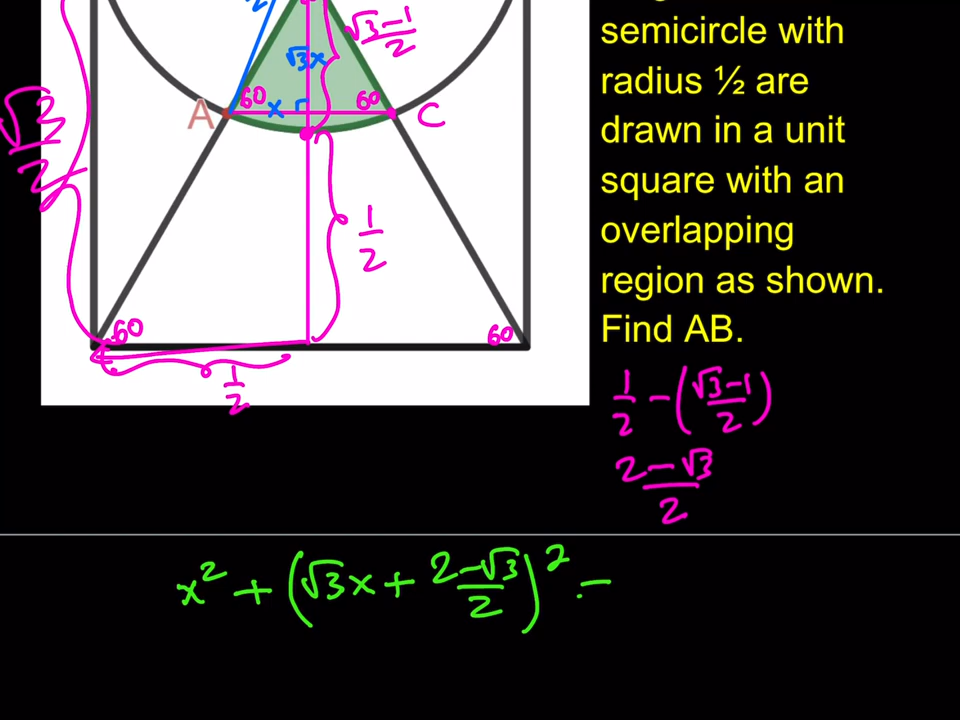 semicircle with
radius ½ are
drawn in a unit
square with an
overlapping
region as shown.
Find AB.
√3-1/2
√3x
60 x 60
A C
√3/2
1/2
60 60
1/2
1/2 - (√3-1/2)
2-√3/2
x² + (√3x + 2-√3/2)² =